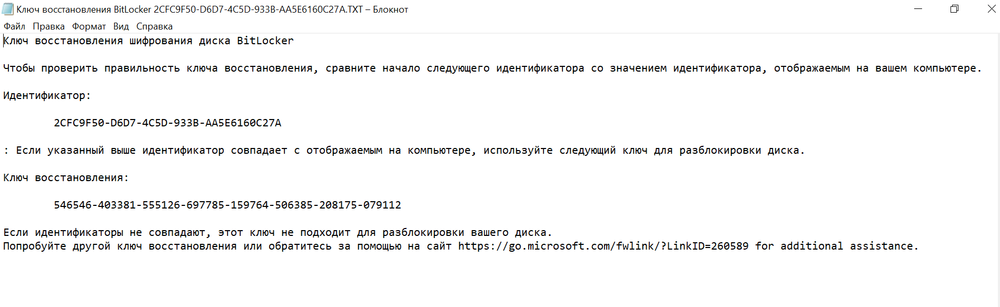 Ключ восстановления BitLocker 2CFC9F50-D6D7-4C5D-933B-AA5E6160C27A.TXT – Блокнот
Файл Правка Формат Вид Справка
Ключ восстановления шифрования диска BitLocker
Чтобы проверить правильность ключа восстановления, сравните начало следующего идентификатора со значением идентификатора, отображаемым на вашем компьютере.
Идентификатор:
2CFC9F50-D6D7-4C5D-933B-AA5E6160C27A
: Если указанный выше идентификатор совпадает с отображаемым на компьютере, используйте следующий ключ для разблокировки диска.
Ключ восстановления:
546546-403381-555126-697785-159764-506385-208175-079112
Если идентификаторы не совпадают, этот ключ не подходит для разблокировки вашего диска.
Попробуйте другой ключ восстановления или обратитесь за помощью на сайт https://go.microsoft.com/fwlink/?LinkID=260589 for additional assistance.